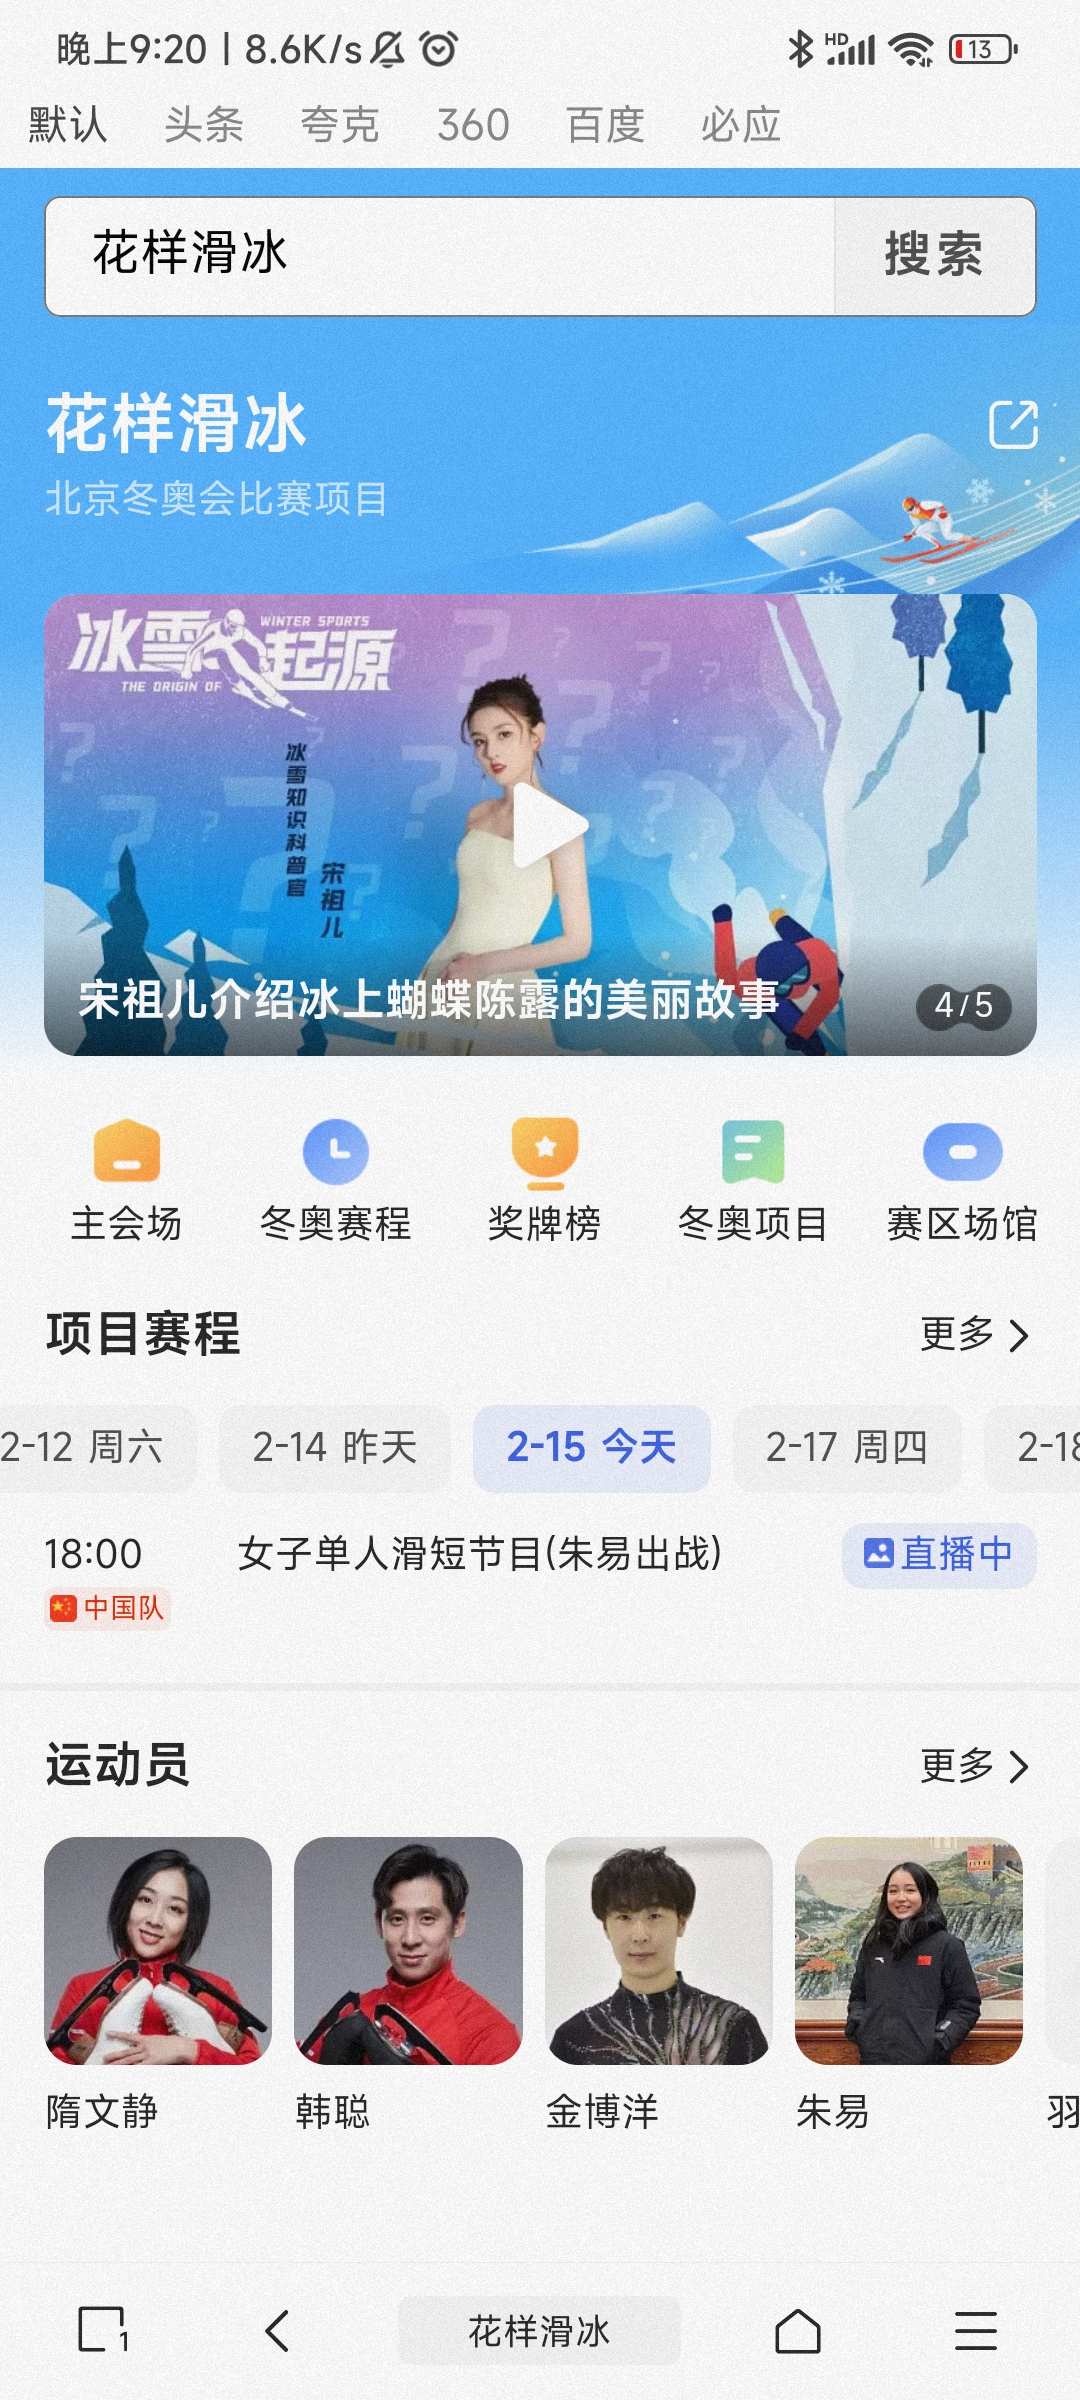 晚上9:20 | 8.6K/s
HD
13
默认 头条 夸克 360 百度 必应
花样滑冰 搜索
花样滑冰
北京冬奥会比赛项目
冰雪起源
WINTER SPORTS
THE ORIGIN OF
冰雪知识科普官
宋祖儿
宋祖儿介绍冰上蝴蝶陈露的美丽故事
4/5
主会场 冬奥赛程 奖牌榜 冬奥项目 赛区场馆
项目赛程 更多
2-12 周六 2-14 昨天 2-15 今天 2-17 周四 2-18
18:00 女子单人滑短节目(朱易出战) 直播中
中国队
运动员 更多
隋文静 韩聪 金博洋 朱易 羽
1 花样滑冰